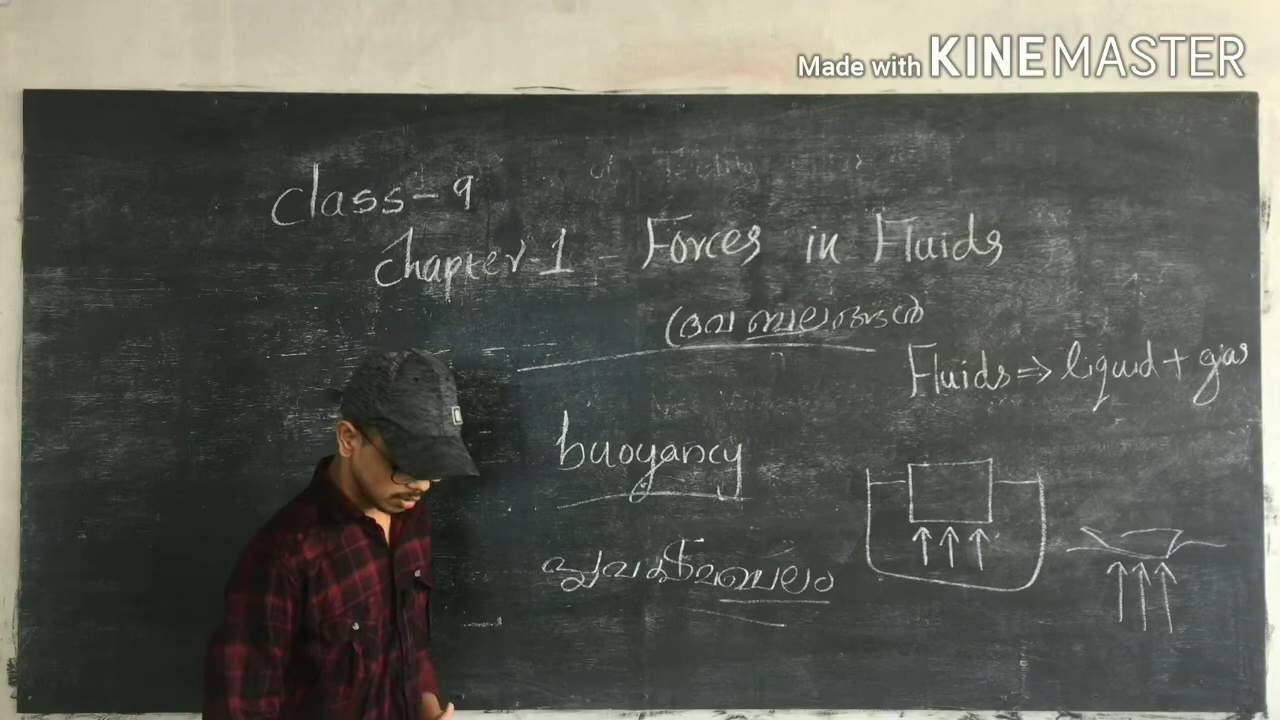 Made with KINEMASTER
Class - 9
Chapter-1 - Forces in Fluids
ദ്രവബലങ്ങൾ
Fluids ⇒ liquid + gas
buoyancy
പ്ലവക്ഷമബലം